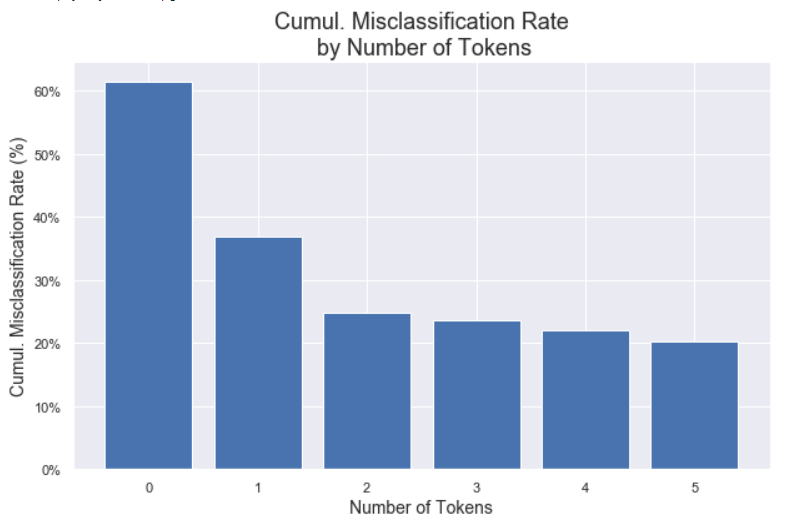 Cumul. Misclassification Rate
by Number of Tokens
Cumul. Misclassification Rate (%)
60%
50%
40%
30%
20%
10%
0%
0 1 2 3 4 5
Number of Tokens